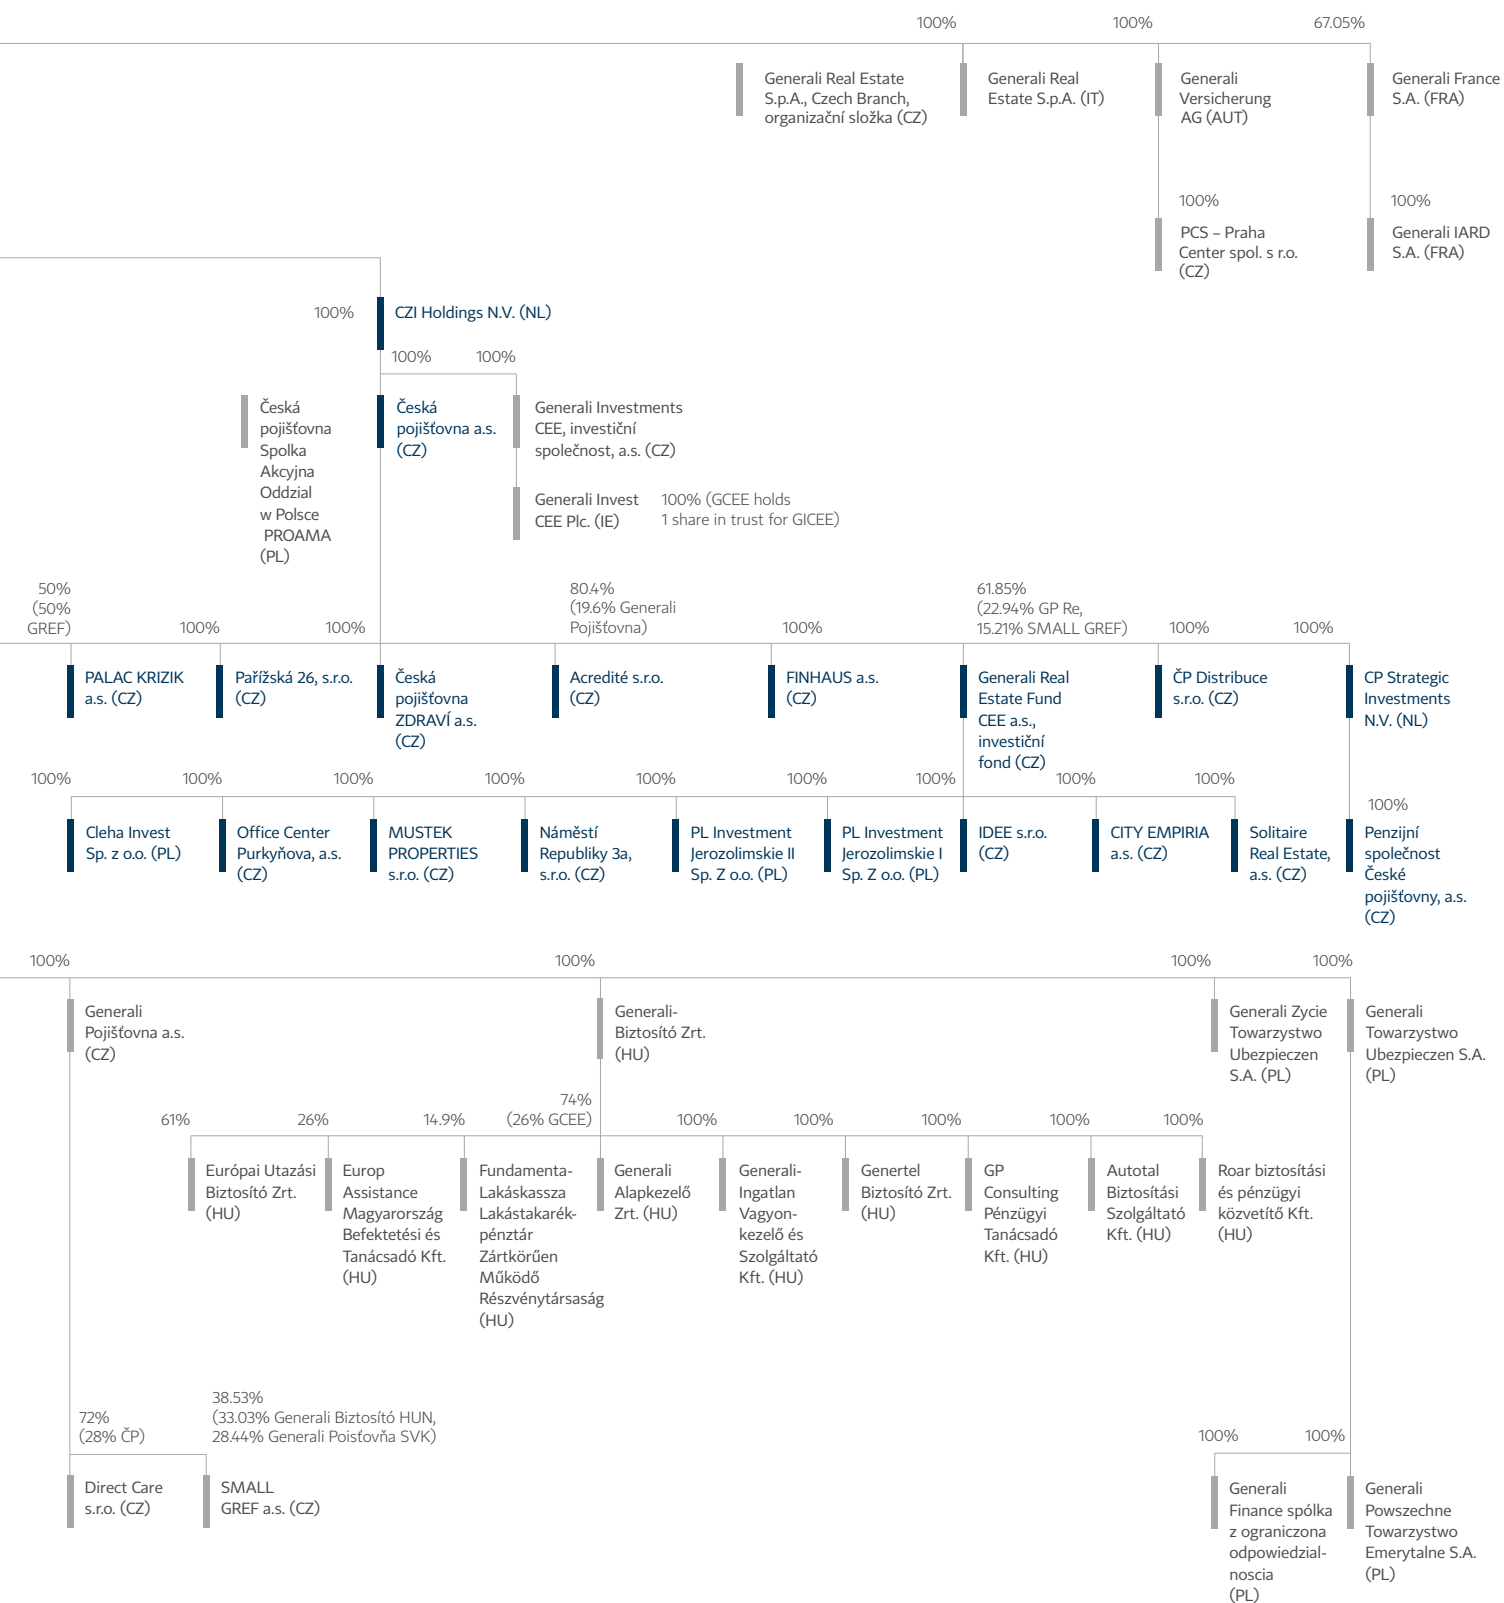 100%
100%
67.05%
Generali Real Estate
S.p.A., Czech Branch,
organizační složka (CZ)
Generali Real
Estate S.p.A. (IT)
Generali
Versicherung
AG (AUT)
Generali France
S.A. (FRA)
100%
100%
PCS – Praha
Center spol. s r.o.
(CZ)
Generali IARD
S.A. (FRA)
100%
CZI Holdings N.V. (NL)
100%
100%
Česká
pojišťovna
Spolka
Akcyjna
Oddzial
w Polsce
PROAMA
(PL)
Česká
pojišťovna a.s.
(CZ)
Generali Investments
CEE, investiční
společnost, a.s. (CZ)
Generali Invest
CEE Plc. (IE)
100% (GCEE holds
1 share in trust for GICEE)
50%
(50%
GREF)
100%
100%
80.4%
(19.6% Generali
Pojišťovna)
100%
61.85%
(22.94% GP Re,
15.21% SMALL GREF)
100%
100%
PALAC KRIZIK
a.s. (CZ)
Pařížská 26, s.r.o.
(CZ)
Česká
pojišťovna
ZDRAVÍ a.s.
(CZ)
Acredité s.r.o.
(CZ)
FINHAUS a.s.
(CZ)
Generali Real
Estate Fund
CEE a.s.,
investiční
fond (CZ)
ČP Distribuce
s.r.o. (CZ)
CP Strategic
Investments
N.V. (NL)
100%
100%
100%
100%
100%
100%
100%
100%
100%
100%
Cleha Invest
Sp. z o.o. (PL)
Office Center
Purkyňova, a.s.
(CZ)
MUSTEK
PROPERTIES
s.r.o. (CZ)
Náměstí
Republiky 3a,
s.r.o. (CZ)
PL Investment
Jerozolimskie II
Sp. Z o.o. (PL)
PL Investment
Jerozolimskie I
Sp. Z o.o. (PL)
IDEE s.r.o.
(CZ)
CITY EMPIRIA
a.s. (CZ)
Solitaire
Real Estate,
a.s. (CZ)
Penzijní
společnost
České
pojišťovny, a.s.
(CZ)
100%
100%
100%
100%
Generali
Pojišťovna a.s.
(CZ)
Generali-
Biztosító Zrt.
(HU)
Generali Zycie
Towarzystwo
Ubezpieczen
S.A. (PL)
Generali
Towarzystwo
Ubezpieczen S.A.
(PL)
61%
26%
14.9%
74%
(26% GCEE)
100%
100%
100%
100%
100%
Európai Utazási
Biztosító Zrt.
(HU)
Europ
Assistance
Magyarország
Befektetési és
Tanácsadó Kft.
(HU)
Fundamenta-
Lakáskassza
Lakástakarék-
pénztár
Zártkörűen
Működő
Részvénytársaság
(HU)
Generali
Alapkezelő
Zrt. (HU)
Generali-
Ingatlan
Vagyon-
kezelő és
Szolgáltató
Kft. (HU)
Genertel
Biztosító Zrt.
(HU)
GP
Consulting
Pénzügyi
Tanácsadó
Kft. (HU)
Autotal
Biztosítási
Szolgáltató
Kft. (HU)
Roar biztosítási
és pénzügyi
közvetítő Kft.
(HU)
72%
(28% ČP)
38.53%
(33.03% Generali Biztosító HUN,
28.44% Generali Poisťovňa SVK)
100%
100%
Direct Care
s.r.o. (CZ)
SMALL
GREF a.s. (CZ)
Generali
Finance spólka
z ograniczona
odpowiedzial-
noscia
(PL)
Generali
Powszechne
Towarzystwo
Emerytalne S.A.
(PL)